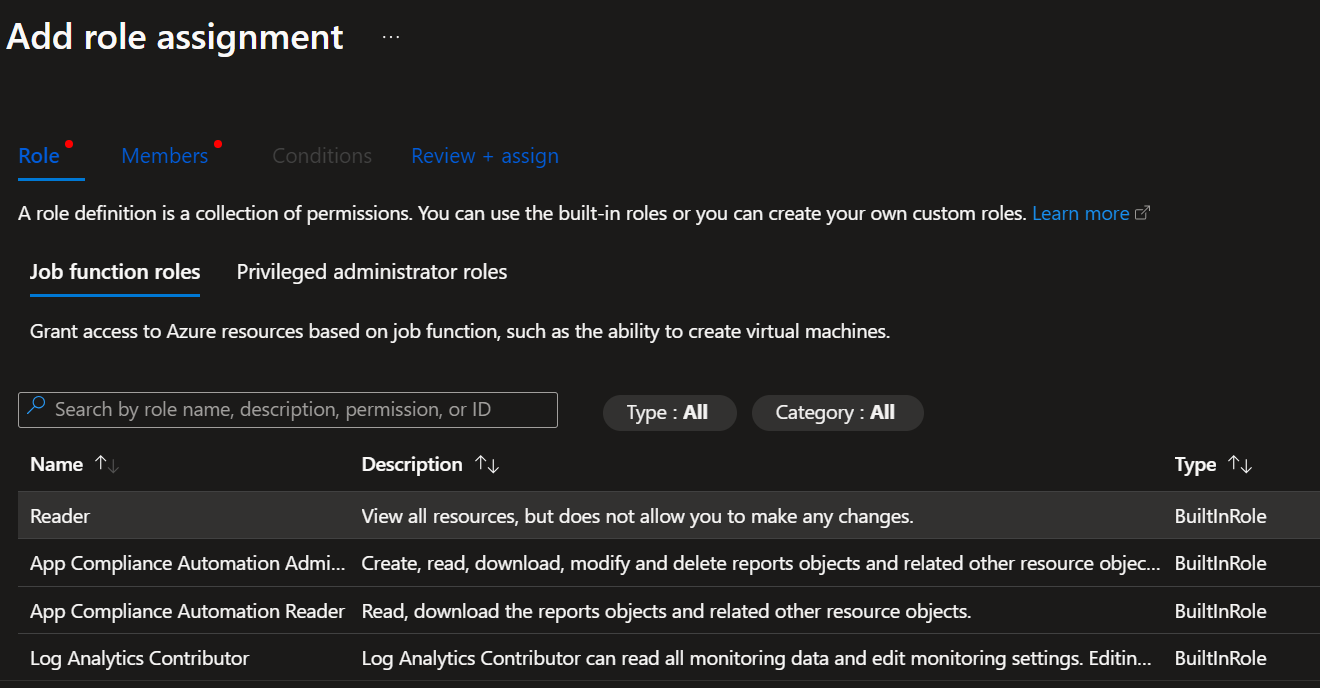 Add role assignment ...
Role Members Conditions Review + assign
A role definition is a collection of permissions. You can use the built-in roles or you can create your own custom roles. Learn more
Job function roles Privileged administrator roles
Grant access to Azure resources based on job function, such as the ability to create virtual machines.
Search by role name, description, permission, or ID Type : All Category : All
Name Description Type
Reader View all resources, but does not allow you to make any changes. BuiltInRole
App Compliance Automation Admi... Create, read, download, modify and delete reports objects and related other resource objec... BuiltInRole
App Compliance Automation Reader Read, download the reports objects and related other resource objects. BuiltInRole
Log Analytics Contributor Log Analytics Contributor can read all monitoring data and edit monitoring settings. Editin... BuiltInRole